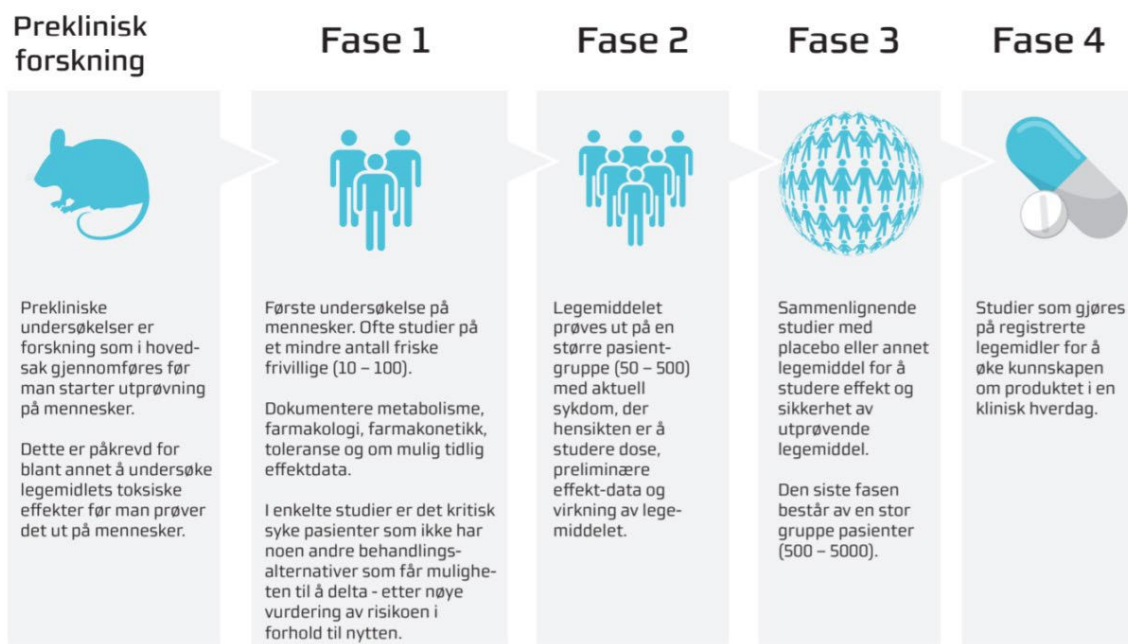 Preklinisk
forskning
Fase 1
Fase 2
Fase 3
Fase 4
Prekliniske
undersøkelser er
forskning som i hoved-
sak gjennomføres før
man starter utprøvning
på mennesker.
Dette er påkrevd for
blant annet å undersøke
legemidlets toksiske
effekter før man prøver
det ut på mennesker.
Første undersøkelse på
mennesker. Ofte studier på
et mindre antall friske
frivillige (10 – 100).
Dokumentere metabolisme,
farmakologi, farmakonetikk,
toleranse og om mulig tidlig
effektdata.
I enkelte studier er det kritisk
syke pasienter som ikke har
noen andre behandlings-
alternativer som får mulighe-
ten til å delta - etter nøye
vurdering av risikoen i
forhold til nytten.
Legemiddelet
prøves ut på en
større pasient-
gruppe (50 – 500)
med aktuell
sykdom, der
hensikten er å
studere dose,
preliminære
effekt-data og
virkning av lege-
middelet.
Sammenlignende
studier med
placebo eller annet
legemiddel for å
studere effekt og
sikkerhet av
utprøvende
legemiddel.
Den siste fasen
består av en stor
gruppe pasienter
(500 – 5000).
Studier som gjøres
på registrerte
legemidler for å
øke kunnskapen
om produktet i en
klinisk hverdag.